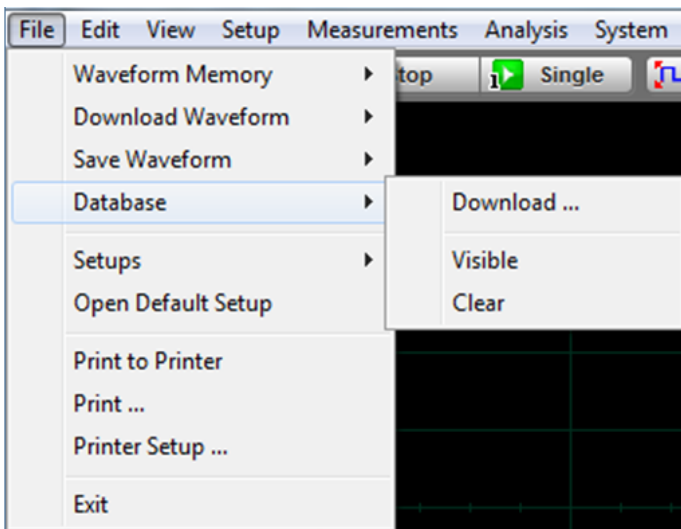 File Edit View Setup Measurements Analysis System
Waveform Memory
top
Single
Download Waveform
Save Waveform
Database
Download ...
Setups
Visible
Open Default Setup
Clear
Print to Printer
Print ...
Printer Setup ...
Exit